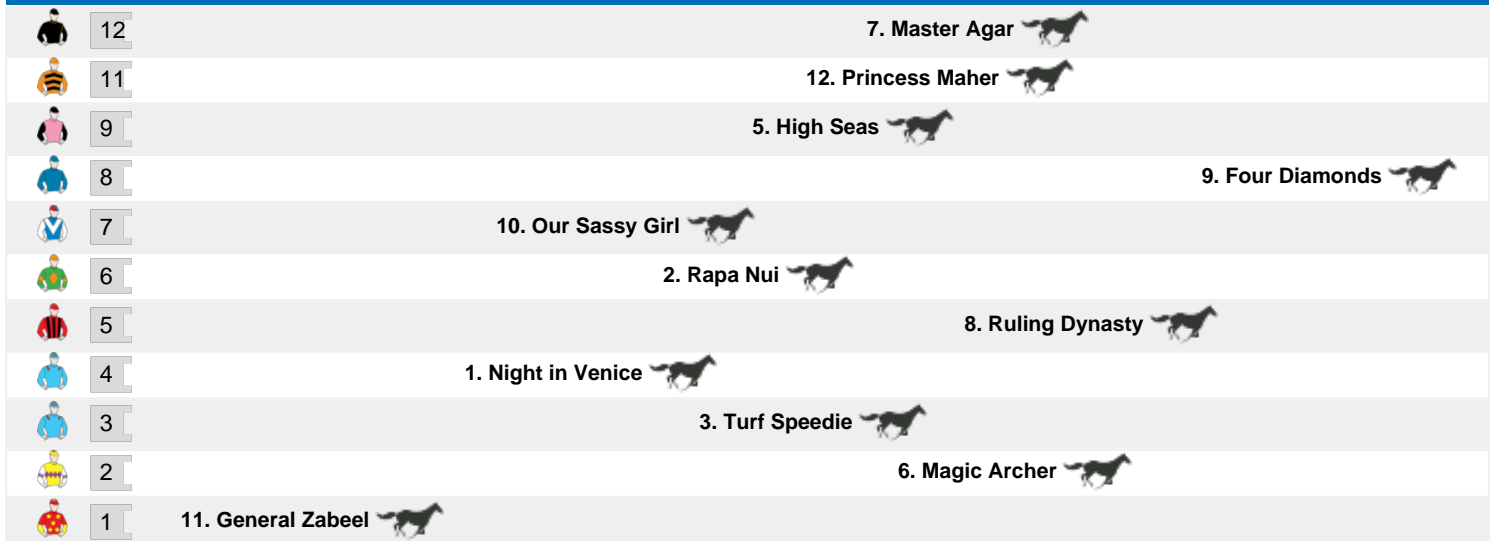 12 7. Master Agar
11 12. Princess Maher
9 5. High Seas
8 9. Four Diamonds
7 10. Our Sassy Girl
6 2. Rapa Nui
5 8. Ruling Dynasty
4 1. Night in Venice
3 3. Turf Speedie
2 6. Magic Archer
1 11. General Zabeel